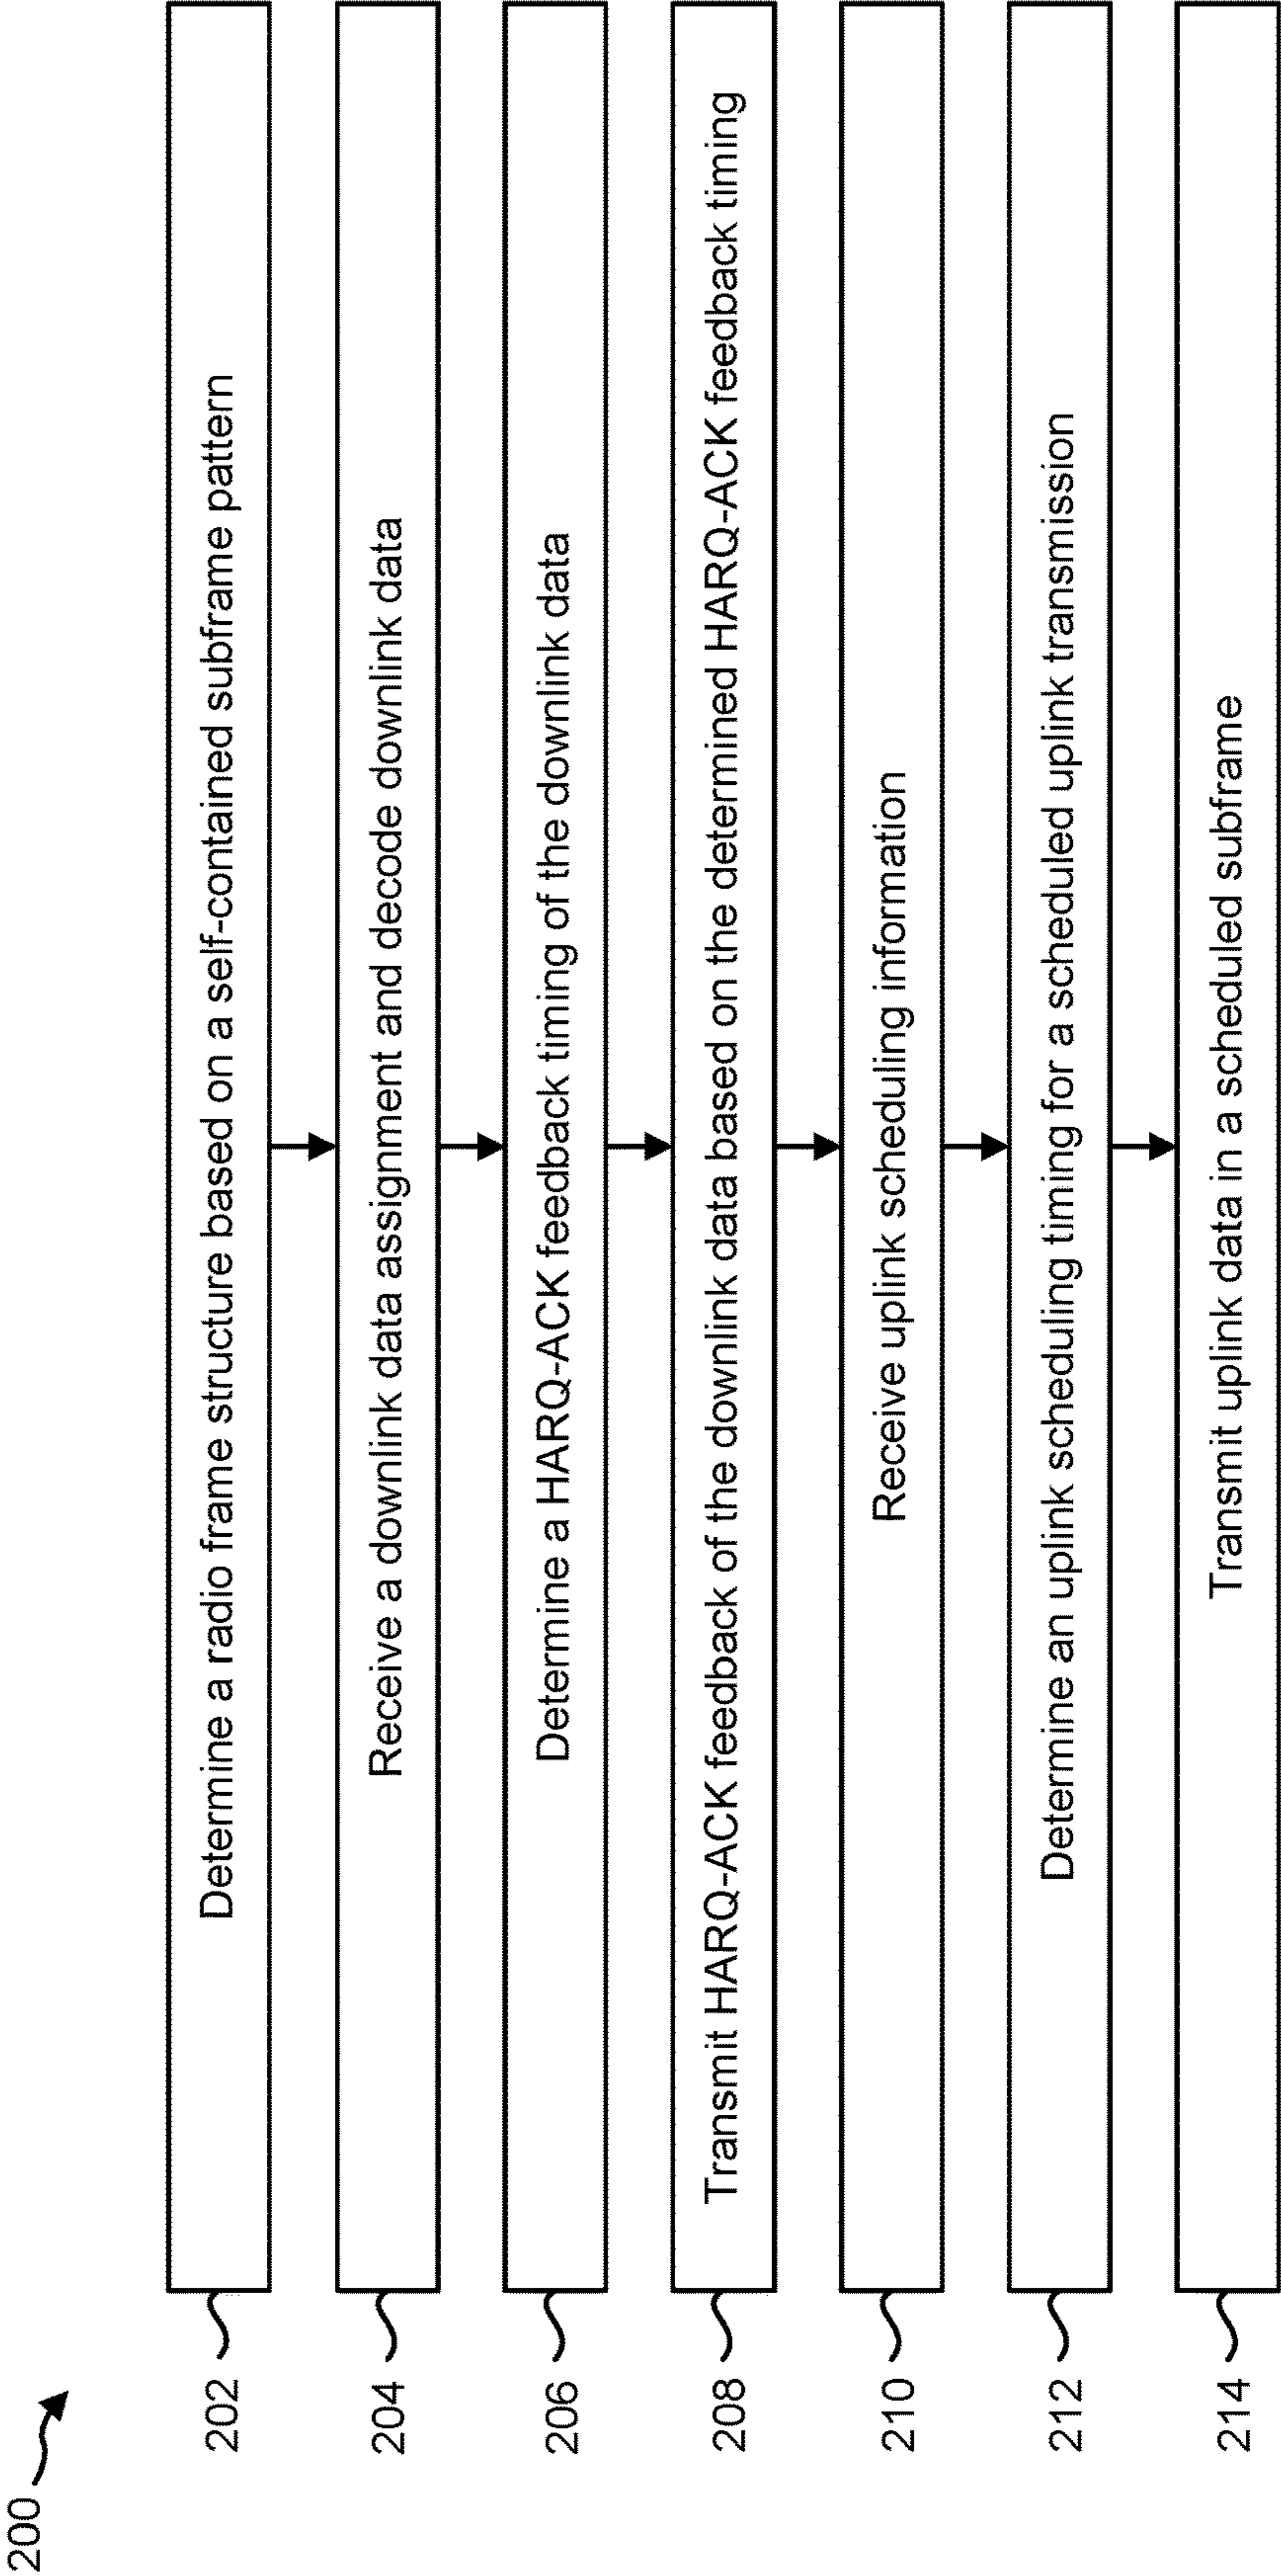 200
202
Determine a radio frame structure based on a self-contained subframe pattern
204
Receive a downlink data assignment and decode downlink data
206
Determine a HARQ-ACK feedback timing of the downlink data
208
Transmit HARQ-ACK feedback of the downlink data based on the determined HARQ-ACK feedback timing
210
Receive uplink scheduling information
212
Determine an uplink scheduling timing for a scheduled uplink transmission
214
Transmit uplink data in a scheduled subframe